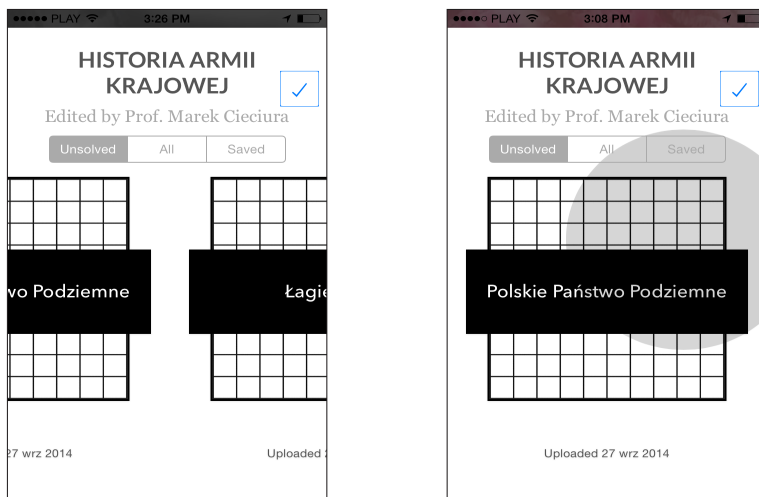 PLAY 3:26 PM
HISTORIA ARMII
KRAJOWEJ
Edited by Prof. Marek Cieciura
Unsolved All Saved
wo Podziemne
Łagie
27 wrz 2014
Uploaded
PLAY 3:08 PM
HISTORIA ARMII
KRAJOWEJ
Edited by Prof. Marek Cieciura
Unsolved All Saved
Polskie Państwo Podziemne
Uploaded 27 wrz 2014